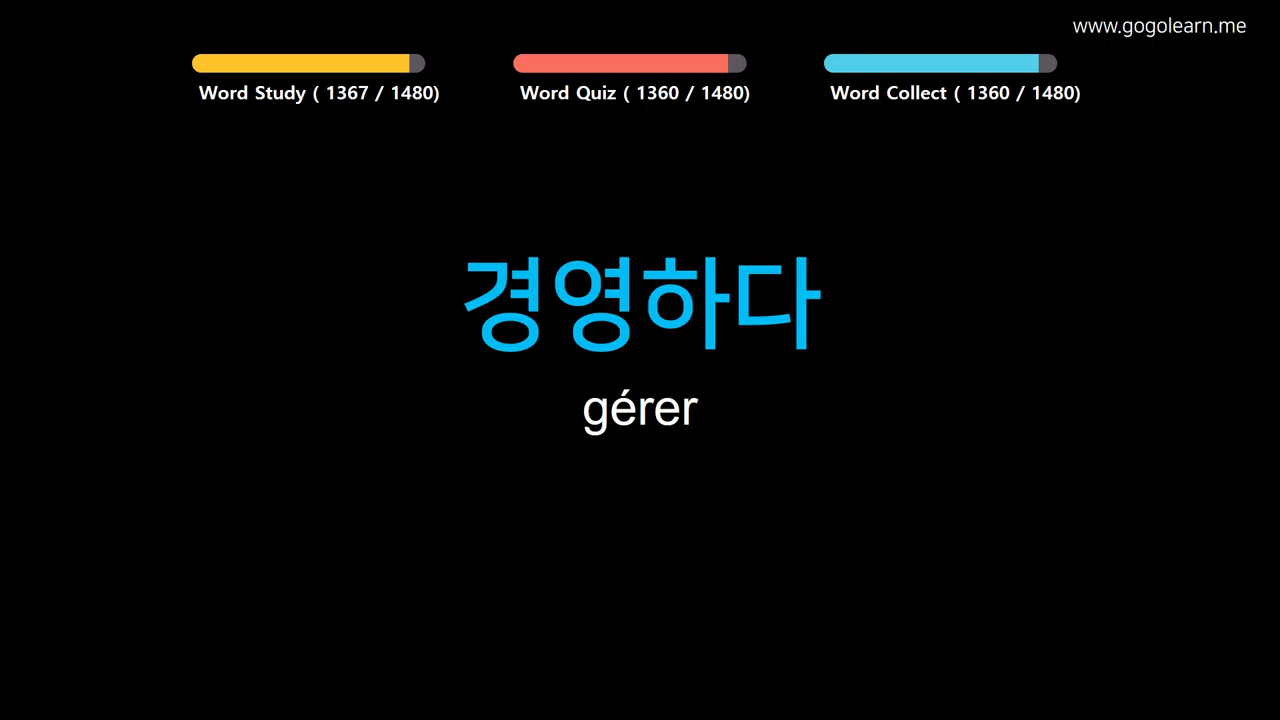 www.gogolearn.me
Word Study ( 1367 / 1480)
Word Quiz ( 1360 / 1480)
Word Collect ( 1360 / 1480)
경영하다
gérer